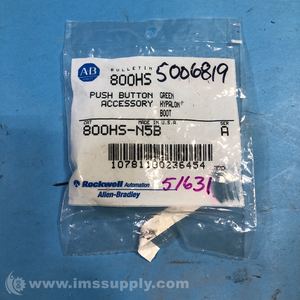 AB
BULLETIN
800HS
5006819
PUSH BUTTON
ACCESSORY
GREEN
HYPALON
BOOT
CAT
MADE IN U.S.A.
SER
800HS-N5B
A
10781100236454
Rockwell Automation
Allen-Bradley
51631
© www.imssupply.com